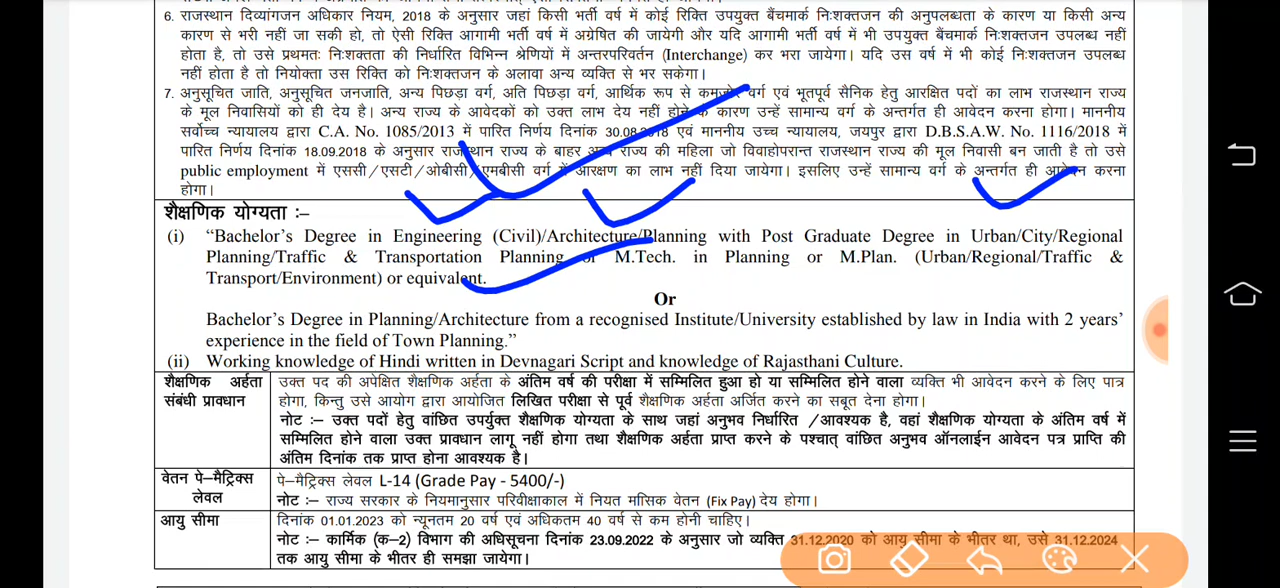 6. राजस्थान दिव्यांगजन अधिकार नियम, 2018 के अनुसार जहां किसी भर्ती वर्ष में कोई रिक्ति उपयुक्त बैंचमार्क निःशक्तजन की अनुपलब्धता के कारण या किसी अन्य
कारण से भरी नहीं जा सकी हो, तो ऐसी रिक्ति आगामी भर्ती वर्ष में अग्रेषित की जायेगी और यदि आगामी भर्ती वर्ष में भी उपयुक्त बैंचमार्क निःशक्तजन उपलब्ध नहीं
होता है, तो उसे प्रथमतः निःशक्तता की निर्धारित विभिन्न श्रेणियों में अन्तरपरिवर्तन (Interchange) कर भरा जायेगा। यदि उस वर्ष में भी कोई निःशक्तजन उपलब्ध
नहीं होता है तो नियोक्ता उस रिक्ति को निःशक्तजन के अलावा अन्य व्यक्ति से भर सकेगा।
7. अनुसूचित जाति, अनुसूचित जनजाति, अन्य पिछड़ा वर्ग, अति पिछड़ा वर्ग, आर्थिक रूप से कमजोर वर्ग एवं भूतपूर्व सैनिक हेतु आरक्षित पदों का लाभ राजस्थान राज्य
के मूल निवासियों को ही देय है। अन्य राज्य के आवेदकों को उक्त लाभ देय नहीं होने के कारण उन्हें सामान्य वर्ग के अन्तर्गत ही आवेदन करना होगा। माननीय
सर्वोच्च न्यायालय द्वारा C.A. No. 1085/2013 में पारित निर्णय दिनांक 30.08.2018 एवं माननीय उच्च न्यायालय, जयपुर द्वारा D.B.S.A.W. No. 1116/2018 में
पारित निर्णय दिनांक 18.09.2018 के अनुसार राजस्थान राज्य के बाहर अन्य राज्य की महिला जो विवाहोपरान्त राजस्थान राज्य की मूल निवासी बन जाती है तो उसे
public employment में एससी/एसटी/ओबीसी/एमबीसी वर्ग में आरक्षण का लाभ नहीं दिया जायेगा। इसलिए उन्हें सामान्य वर्ग के अन्तर्गत ही आवेदन करना
होगा।
शैक्षणिक योग्यता :–
(i) “Bachelor’s Degree in Engineering (Civil)/Architecture/Planning with Post Graduate Degree in Urban/City/Regional
Planning/Traffic & Transportation Planning or M.Tech. in Planning or M.Plan. (Urban/Regional/Traffic &
Transport/Environment) or equivalent.
Or
Bachelor’s Degree in Planning/Architecture from a recognised Institute/University established by law in India with 2 years’
experience in the field of Town Planning.”
(ii) Working knowledge of Hindi written in Devnagari Script and knowledge of Rajasthani Culture.
शैक्षणिक अर्हता उक्त पद की अपेक्षित शैक्षणिक अर्हता के अंतिम वर्ष की परीक्षा में सम्मिलित हुआ हो या सम्मिलित होने वाला व्यक्ति भी आवेदन करने के लिए पात्र
संबंधी प्रावधान होगा, किन्तु उसे आयोग द्वारा आयोजित लिखित परीक्षा से पूर्व शैक्षणिक अर्हता अर्जित करने का सबूत देना होगा।
नोट :– उक्त पदों हेतु वांछित उपर्युक्त शैक्षणिक योग्यता के साथ जहां अनुभव निर्धारित /आवश्यक है, वहां शैक्षणिक योग्यता के अंतिम वर्ष में
सम्मिलित होने वाला उक्त प्रावधान लागू नहीं होगा तथा शैक्षणिक अर्हता प्राप्त करने के पश्चात् वांछित अनुभव ऑनलाईन आवेदन पत्र प्राप्ति की
अंतिम दिनांक तक प्राप्त होना आवश्यक है।
वेतन पे–मैट्रिक्स पे–मैट्रिक्स लेवल L-14 (Grade Pay - 5400/-)
लेवल नोट :– राज्य सरकार के नियमानुसार परिवीक्षाकाल में नियत मासिक वेतन (Fix Pay) देय होगा।
आयु सीमा दिनांक 01.01.2023 को न्यूनतम 20 वर्ष एवं अधिकतम 40 वर्ष से कम होनी चाहिए।
नोट :– कार्मिक (क–2) विभाग की अधिसूचना दिनांक 23.09.2022 के अनुसार जो व्यक्ति 31.12.2020 को आयु सीमा के भीतर था, उसे 31.12.2024
तक आयु सीमा के भीतर ही समझा जायेगा।